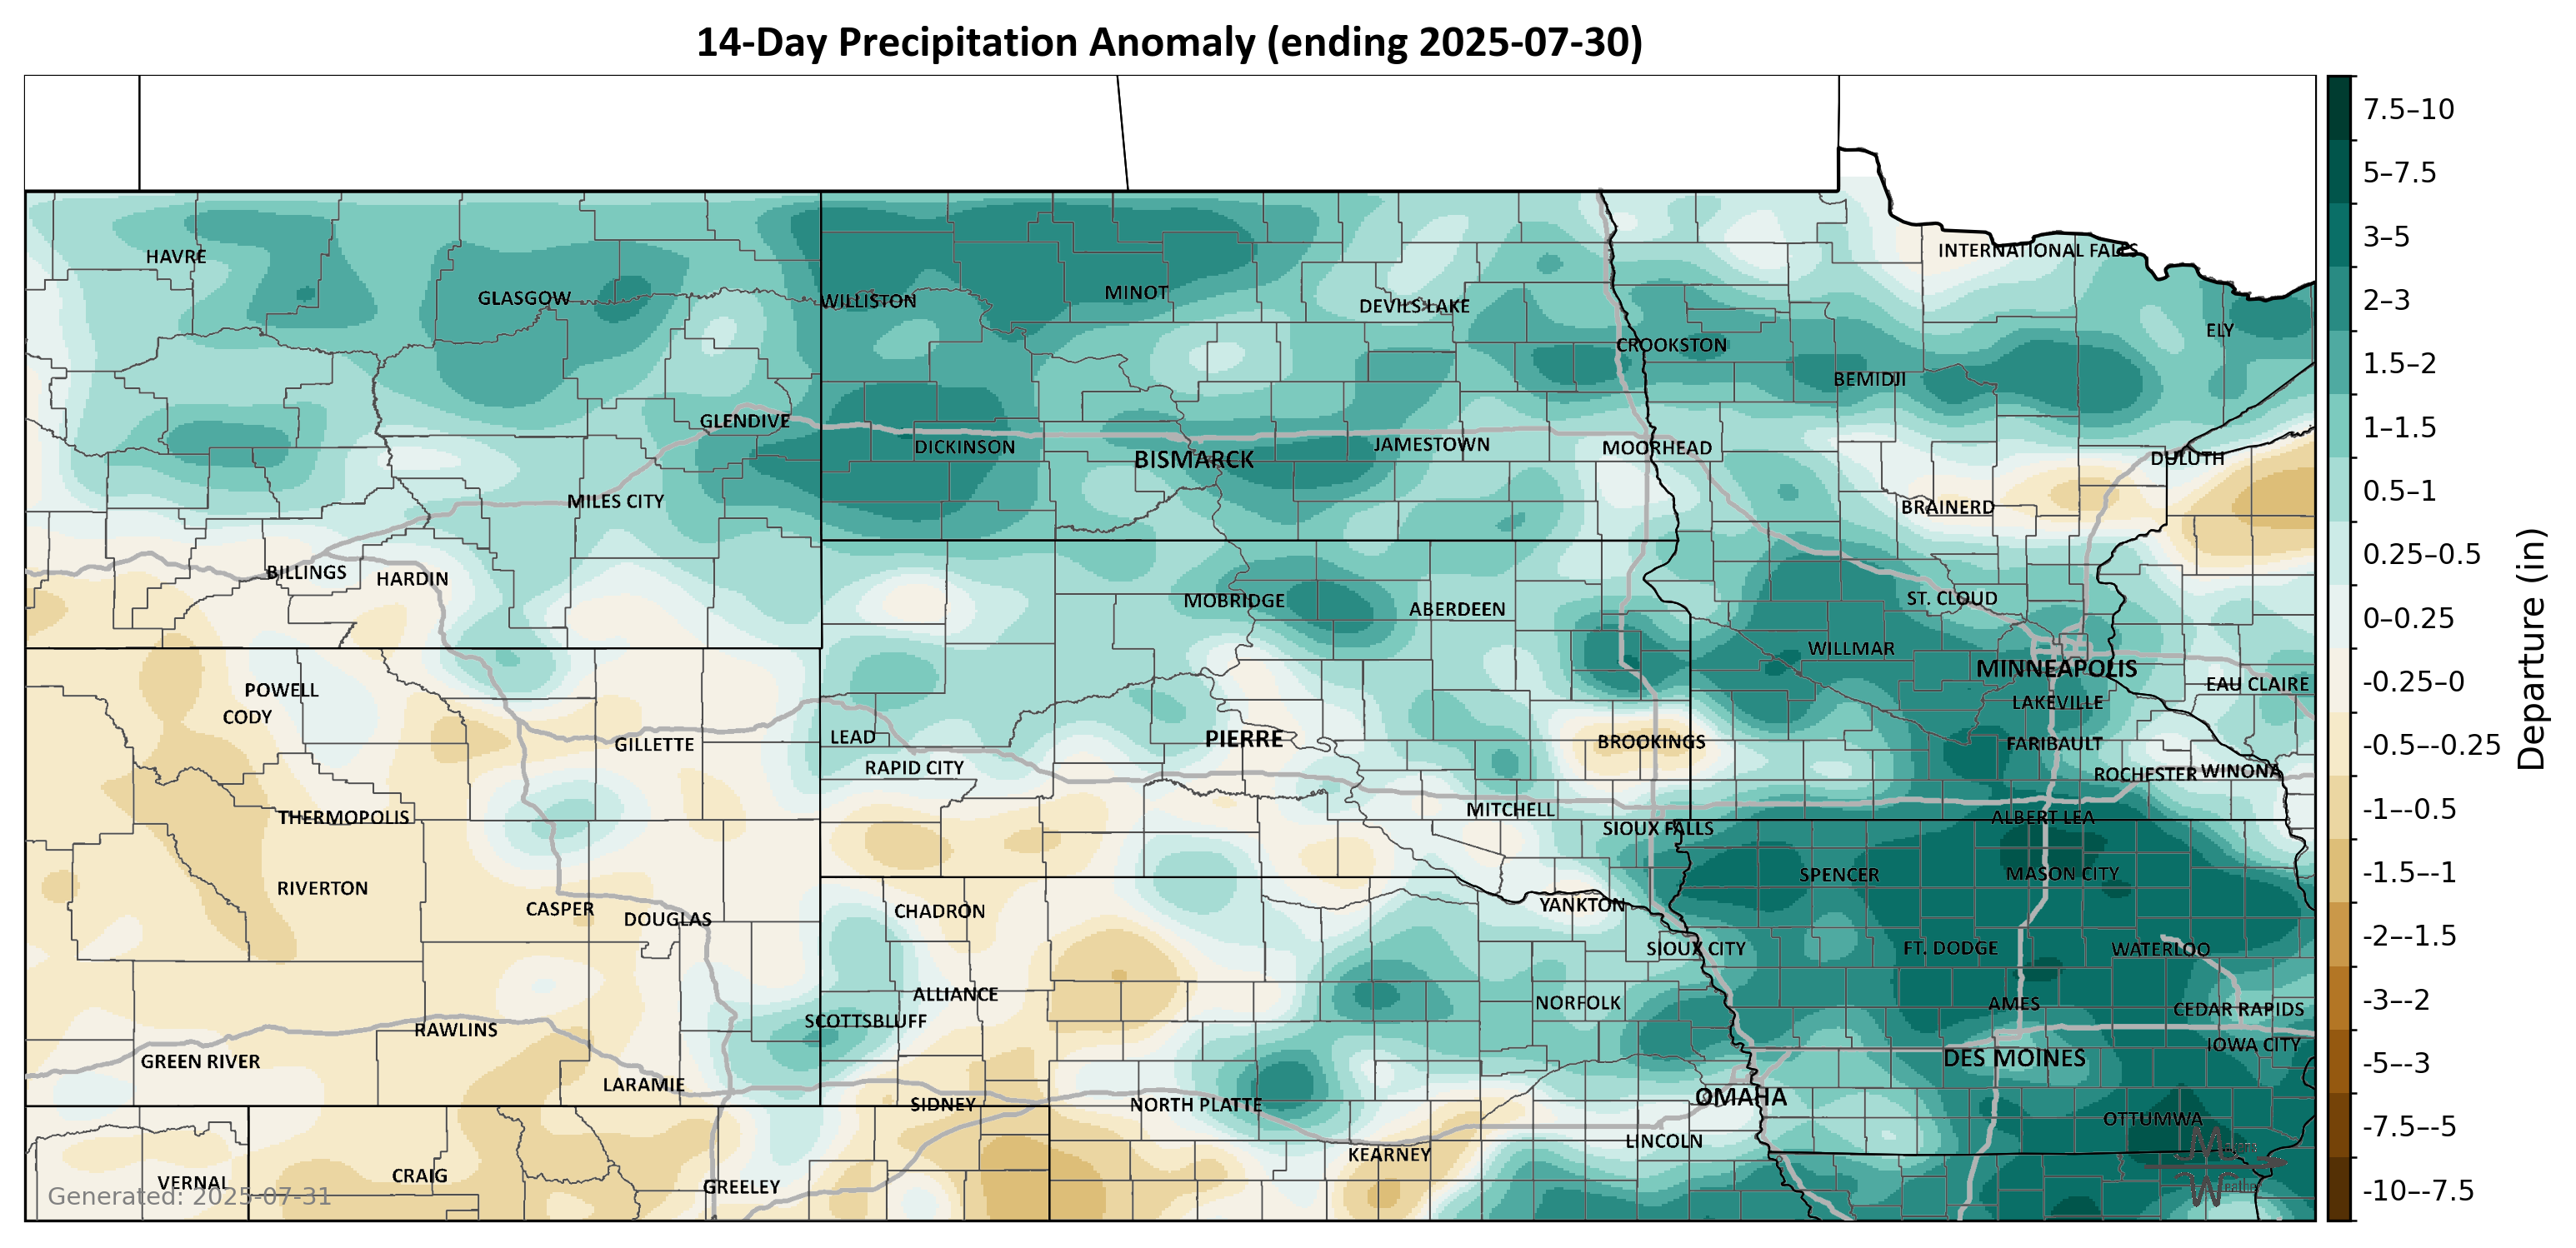 14-Day Precipitation Anomaly (ending 2025-07-30)
7.5–10
5–7.5
3–5
2–3
1.5–2
1–1.5
0.5–1
0.25–0.5
0–0.25
-0.25–0
-0.5–-0.25
-1–-0.5
-1.5–-1
-2–-1.5
-3–-2
-5–-3
-7.5–-5
-10–-7.5
Departure (in)
HAVRE
INTERNATIONAL FALLS
GLASGOW
WILLISTON
MINOT
DEVILS LAKE
ELY
CROOKSTON
BEMIDJI
GLENDIVE
DICKINSON
BISMARCK
JAMESTOWN
MOORHEAD
DULUTH
MILES CITY
BRAINERD
BILLINGS
HARDIN
MOBRIDGE
ABERDEEN
ST. CLOUD
WILLMAR
MINNEAPOLIS
POWELL
EAU CLAIRE
CODY
LAKEVILLE
GILLETTE
LEAD
PIERRE
BROOKINGS
FARIBAULT
RAPID CITY
ROCHESTER
WINONA
THERMOPOLIS
MITCHELL
ALBERT LEA
SIOUX FALLS
RIVERTON
SPENCER
MASON CITY
CASPER
DOUGLAS
CHADRON
YANKTON
SIOUX CITY
FT. DODGE
WATERLOO
ALLIANCE
NORFOLK
AMES
CEDAR RAPIDS
SCOTTSBLUFF
RAWLINS
GREEN RIVER
DES MOINES
IOWA CITY
LARAMIE
SIDNEY
NORTH PLATTE
OMAHA
OTTUMWA
LINCOLN
KEARNEY
VERNAL
CRAIG
GREELEY
Generated: 2025-07-31